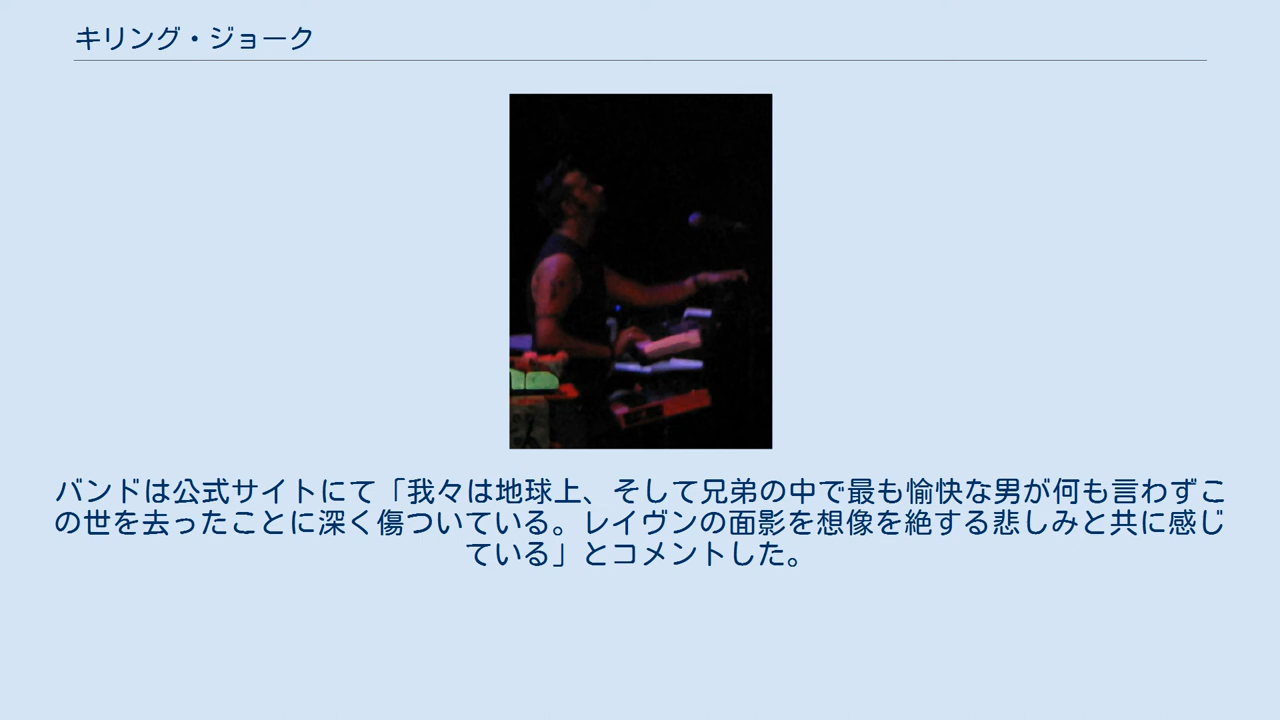 キリング・ジョーク
バンドは公式サイトにて「我々は地球上、そして兄弟の中で最も愉快な男が何も言わずこ
の世を去ったことに深く傷ついている。レイヴンの面影を想像を絶する悲しみと共に感じ
ている」とコメントした。